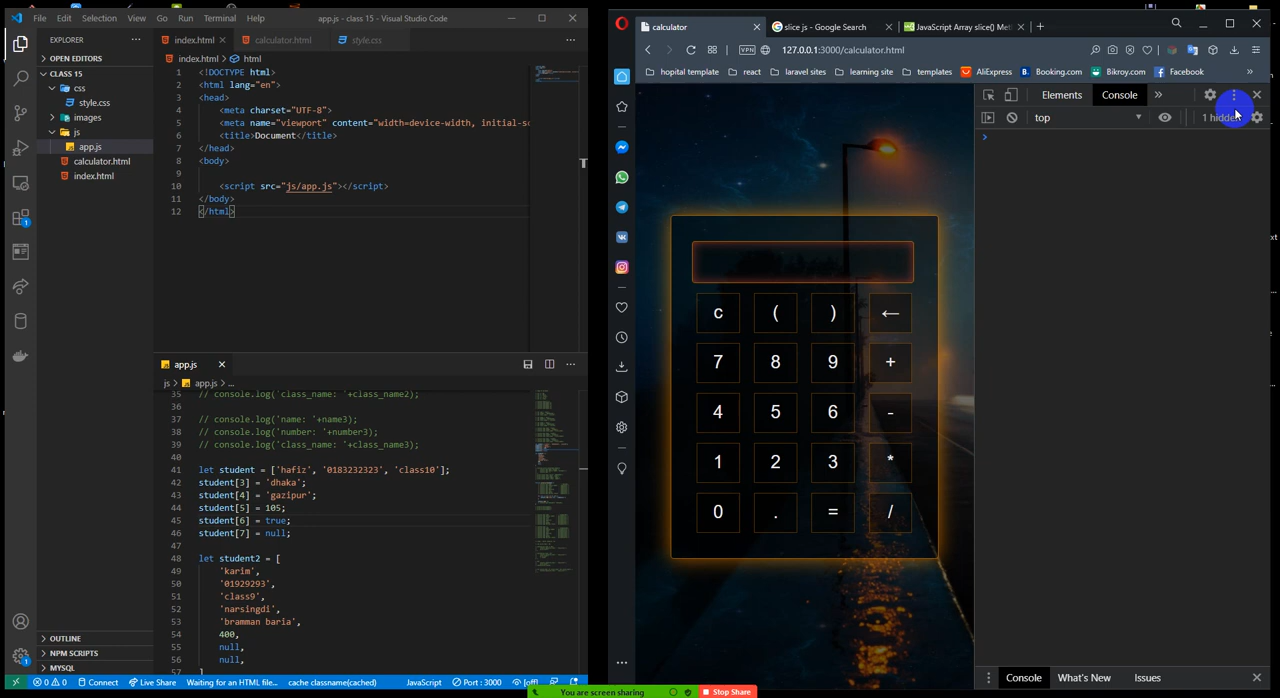 File Edit Selection View Go Run Terminal Help app.js - class 15 - Visual Studio Code
EXPLORER
OPEN EDITORS
CLASS 15
css
style.css
images
js
app.js
calculator.html
index.html
OUTLINE
NPM SCRIPTS
MYSQL
index.html calculator.html style.css
index.html > html
1 <!DOCTYPE html>
2 <html lang="en">
3 <head>
4 <meta charset="UTF-8">
5 <meta name="viewport" content="width=device-width, initial-sc
6 <title>Document</title>
7 </head>
8 <body>
9
10 <script src="js/app.js"></script>
11 </body>
12 </html>
app.js
js > app.js > ...
35 // console.log('class_name: '+class_name2);
36
37 // console.log('name: '+name3);
38 // console.log('number: '+number3);
39 // console.log('class_name: '+class_name3);
40
41 let student = ['hafiz', '0183232323', 'class10'];
42 student[3] = 'dhaka';
43 student[4] = 'gazipur';
44 student[5] = 105;
45 student[6] = true;
46 student[7] = null;
47
48 let student2 = [
49 'karim',
50 '01929293',
51 'class9',
52 'narsingdi',
53 'bramman baria',
54 400,
55 null,
56 null,
57 ]
0 0 Connect Live Share Waiting for an HTML file... cache classname(cached) JavaScript Port : 3000 [off]
calculator slice js - Google Search JavaScript Array slice() Met
VPN 127.0.0.1:3000/calculator.html
hopital template react laravel sites learning site templates AliExpress Booking.com Bikroy.com Facebook
c ( ) ←
7 8 9 +
4 5 6 -
1 2 3 *
0 . = /
Elements Console
top 1 hidden
Console What's New Issues
You are screen sharing Stop Share